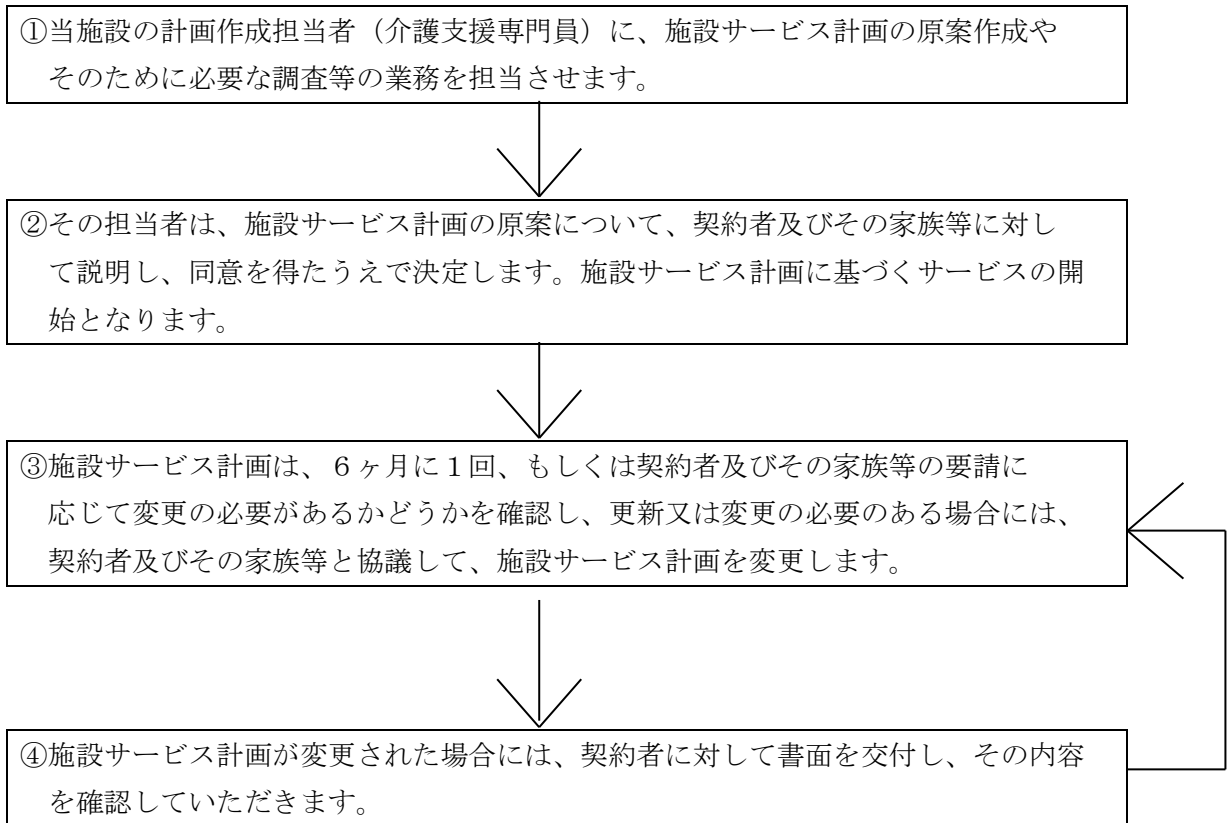 ①当施設の計画作成担当者（介護支援専門員）に、施設サービス計画の原案作成や
そのために必要な調査等の業務を担当させます。
②その担当者は、施設サービス計画の原案について、契約者及びその家族等に対し
て説明し、同意を得たうえで決定します。施設サービス計画に基づくサービスの開
始となります。
③施設サービス計画は、６ヶ月に１回、もしくは契約者及びその家族等の要請に
応じて変更の必要があるかどうかを確認し、更新又は変更の必要のある場合には、
契約者及びその家族等と協議して、施設サービス計画を変更します。
④施設サービス計画が変更された場合には、契約者に対して書面を交付し、その内容
を確認していただきます。